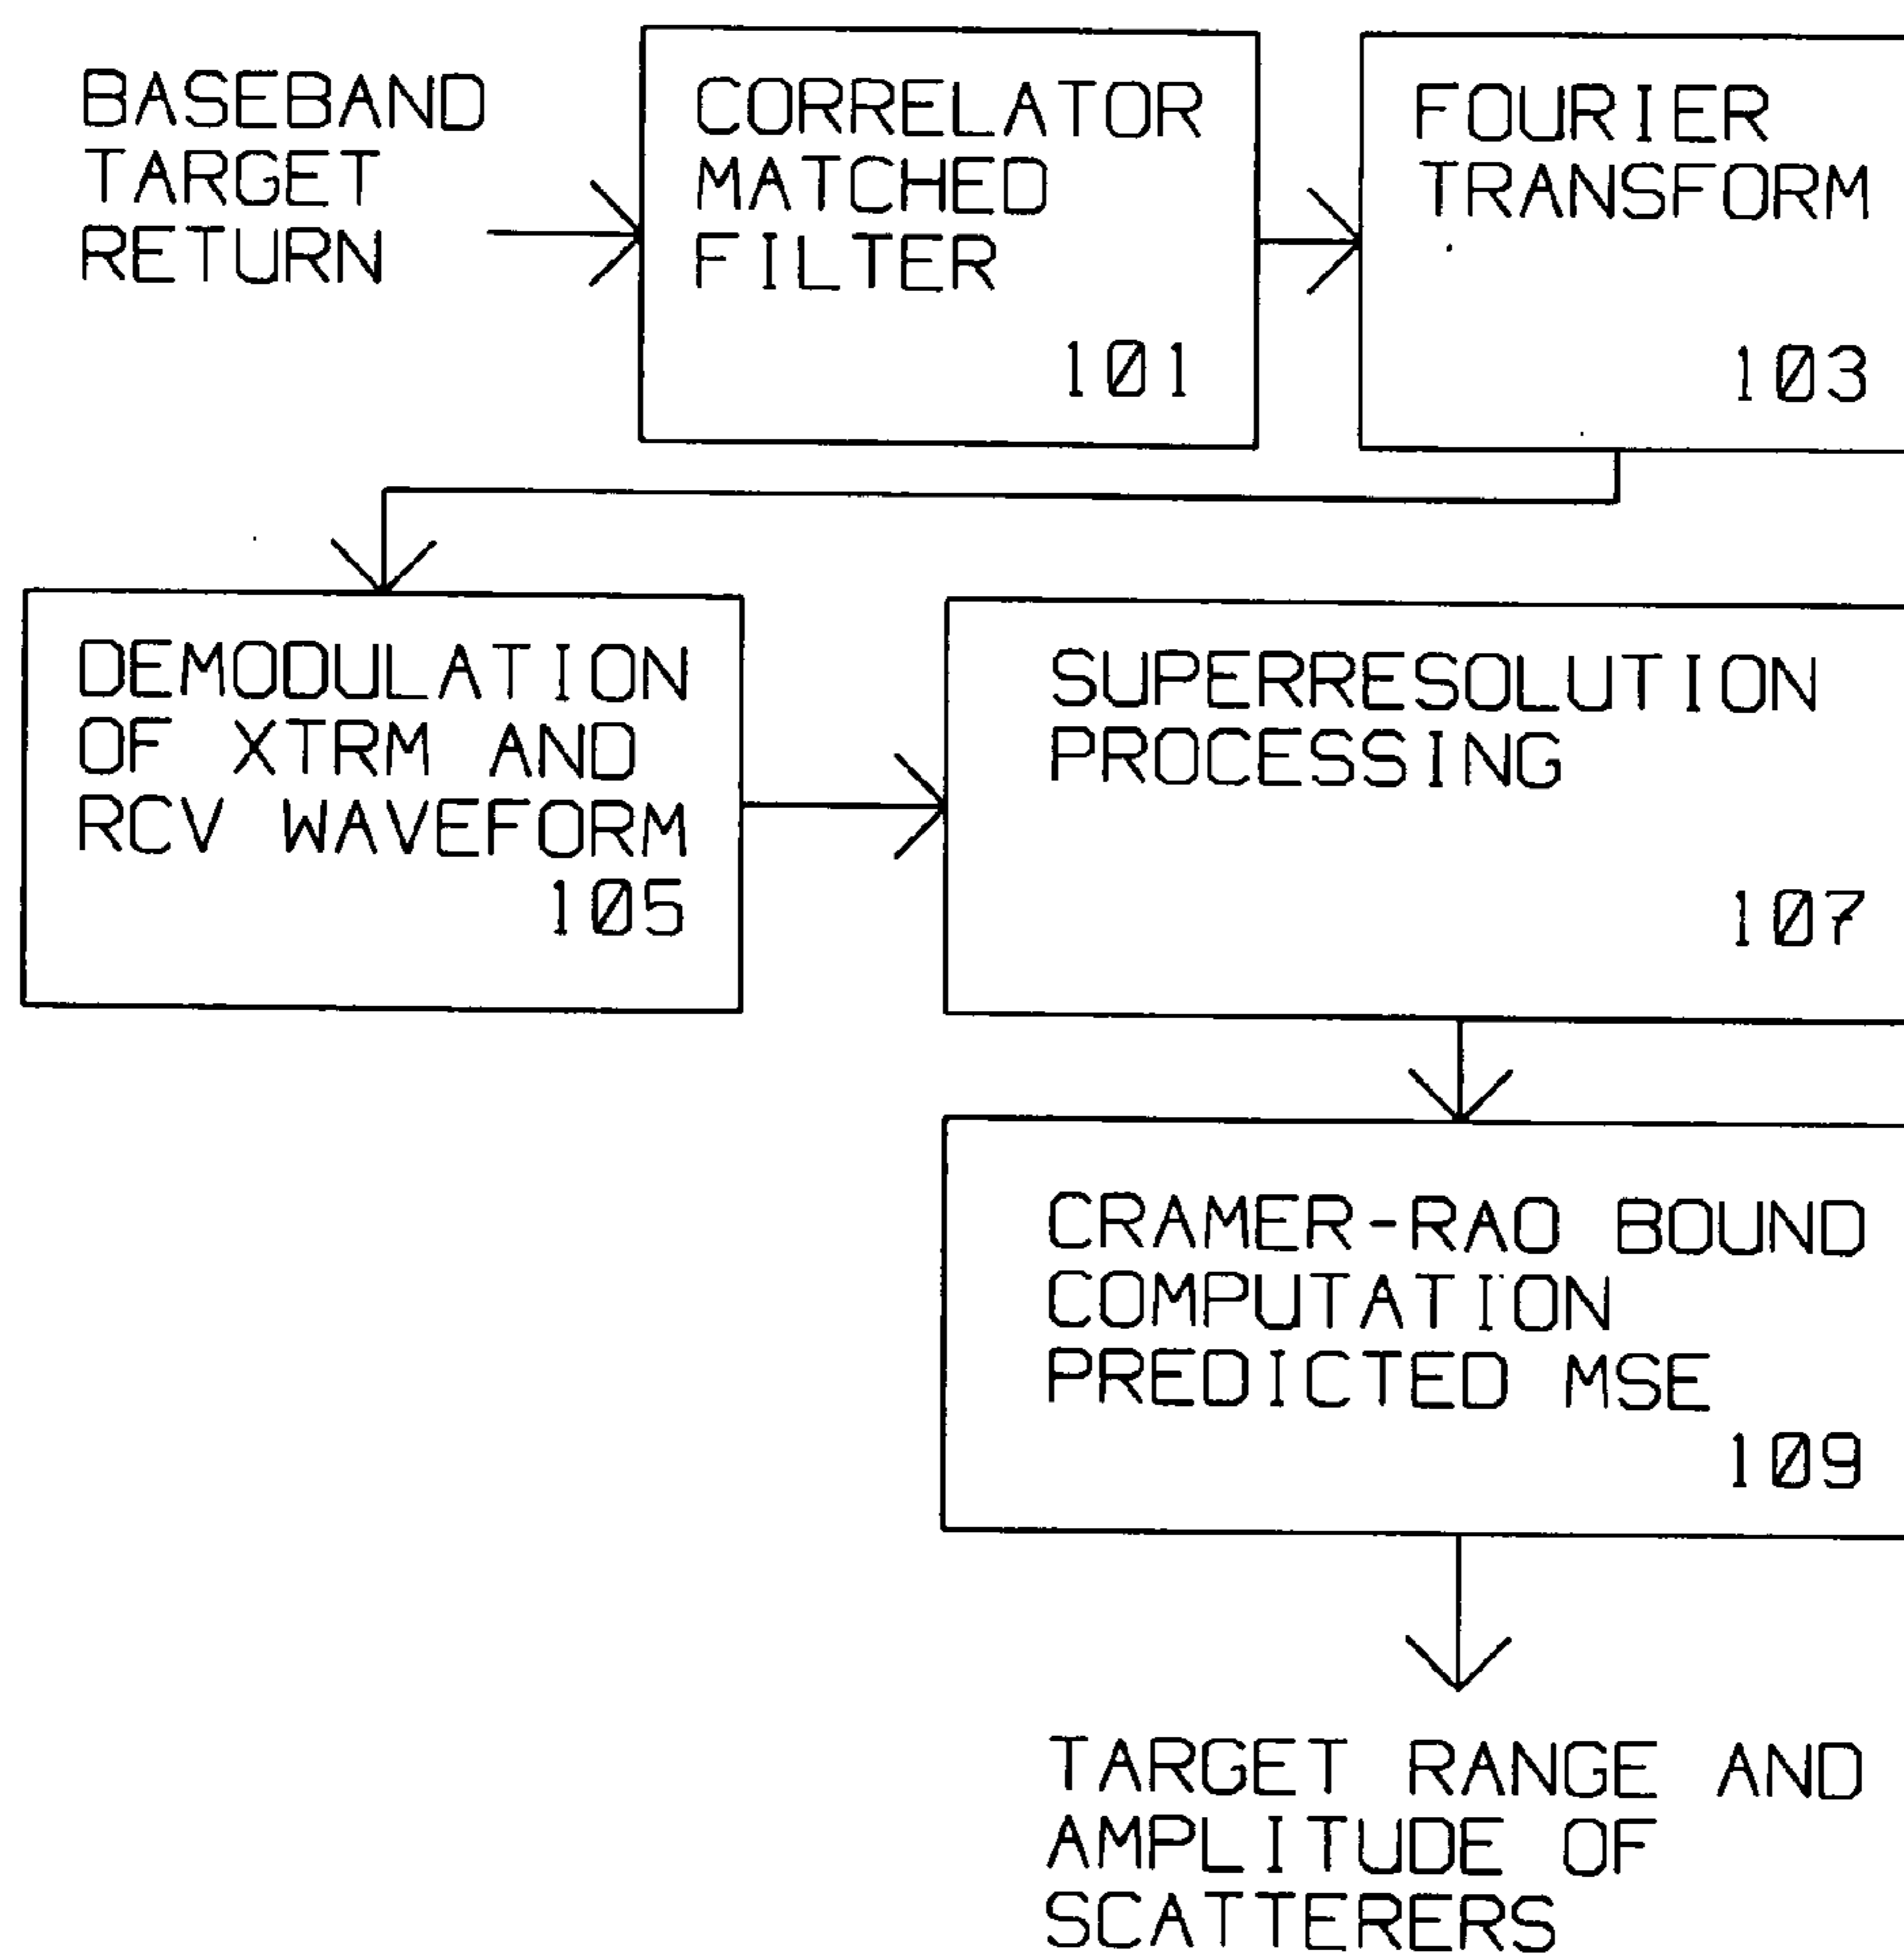 BASEBAND
TARGET
RETURN
CORRELATOR
MATCHED
FILTER
101
FOURIER
TRANSFORM
103
DEMODULATION
OF XTRM AND
RCV WAVEFORM
105
SUPERRESOLUTION
PROCESSING
107
CRAMER-RAO BOUND
COMPUTATION
PREDICTED MSE
109
TARGET RANGE AND
AMPLITUDE OF
SCATTERERS